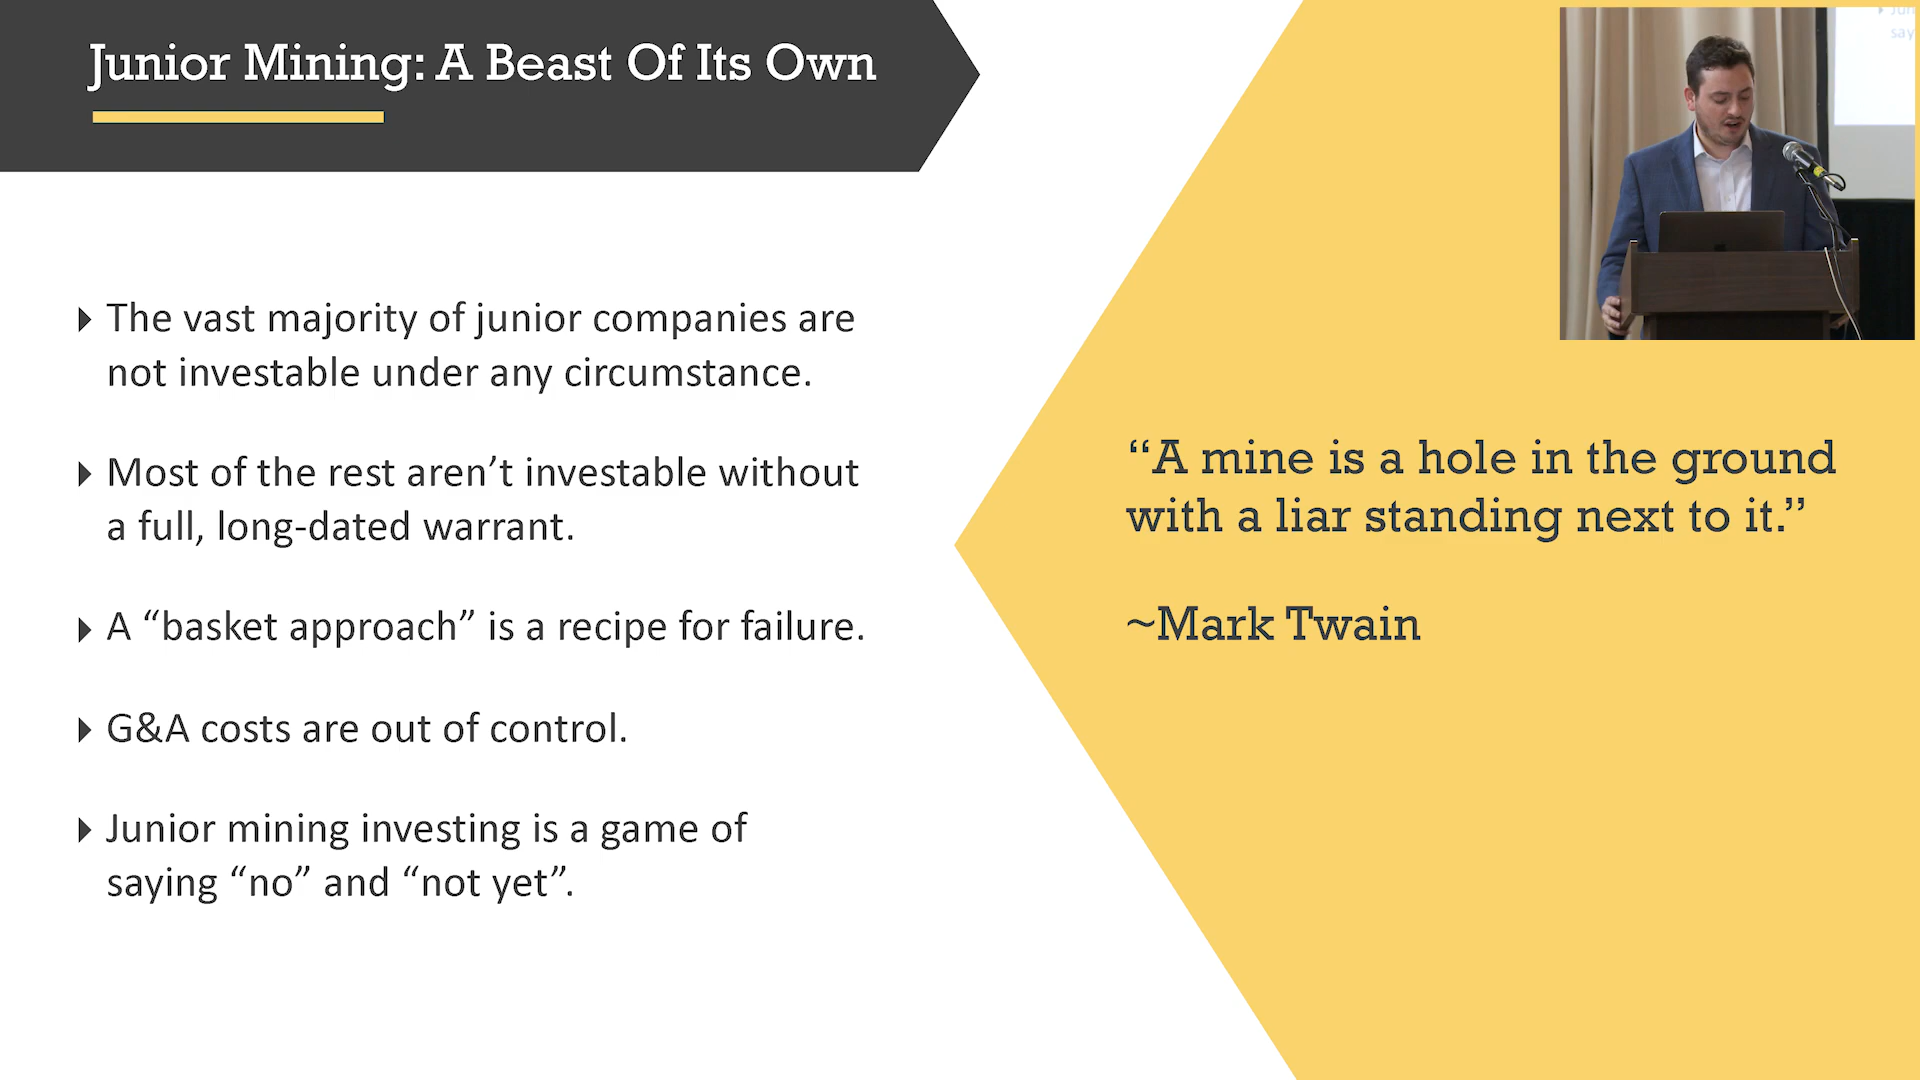 Junior Mining: A Beast Of Its Own
The vast majority of junior companies are
not investable under any circumstance.
Most of the rest aren’t investable without
a full, long-dated warrant.
A “basket approach” is a recipe for failure.
G&A costs are out of control.
Junior mining investing is a game of
saying “no” and “not yet”.
“A mine is a hole in the ground
with a liar standing next to it.”
~Mark Twain
Jun
say